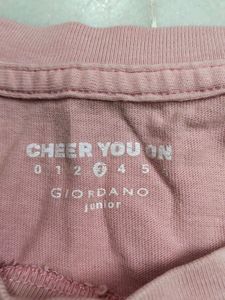 CHEER YOU ON
0 1 2 3 4 5
GIORDANO
junior